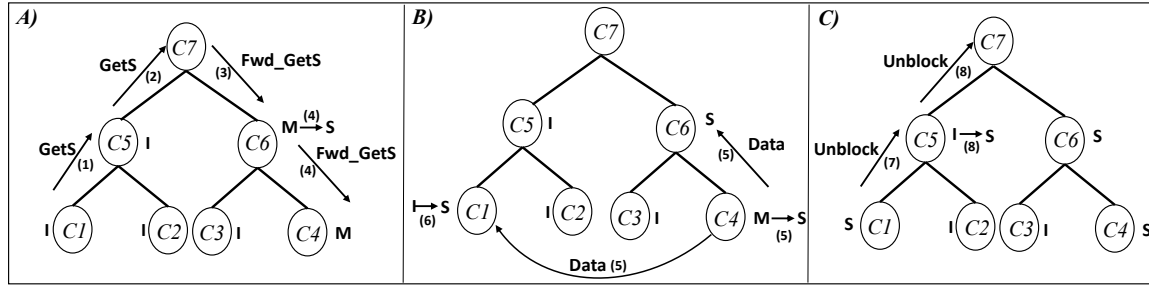 A)
C7
GetS
(2)
Fwd_GetS
(3)
GetS
(1)
C5 I
C6
M → S
(4)
Fwd_GetS
(4)
I C1
I C2
C3 I
C4 M
B)
C7
C5 I
C6 S
Data
(5)
I → S
(6)
C1
I C2
C3 I
C4
M → S
(5)
Data (5)
C)
C7
Unblock
(8)
Unblock
(7)
C5
I → S
(8)
C6 S
S C1
I C2
C3 I
C4 S